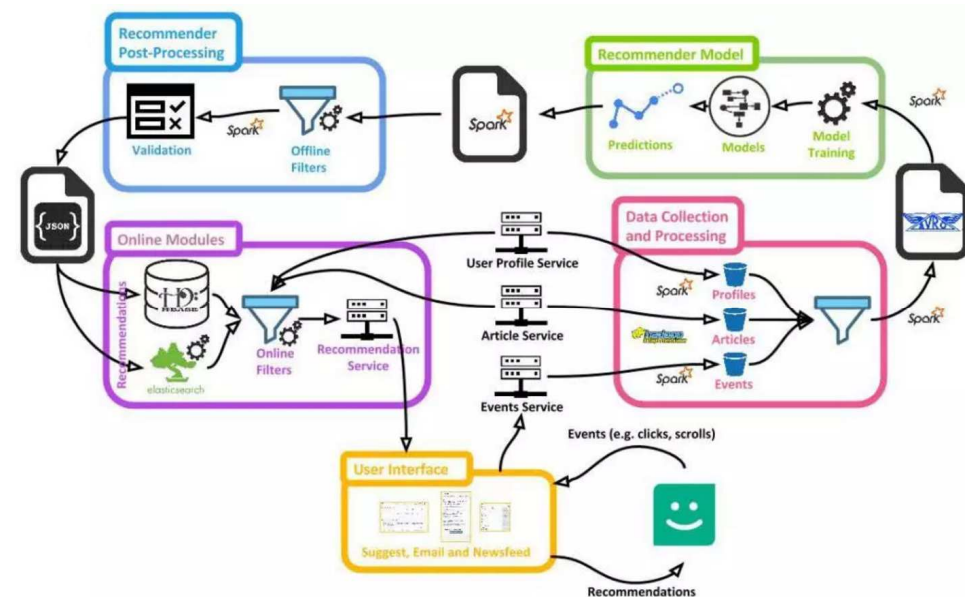 Recommender
Post-Processing
Validation
Spark
Offline
Filters
Spark
Recommender Model
Predictions
Models
Model
Training
Spark
{JSON}
AVRO
Online Modules
Recommendations
HBASE
elasticsearch
Online
Filters
Recommendation
Service
User Profile Service
Article Service
Events Service
Data Collection
and Processing
Spark
Profiles
Articles
Spark
Events
Spark
User Interface
Suggest, Email and Newsfeed
Events (e.g. clicks, scrolls)
Recommendations